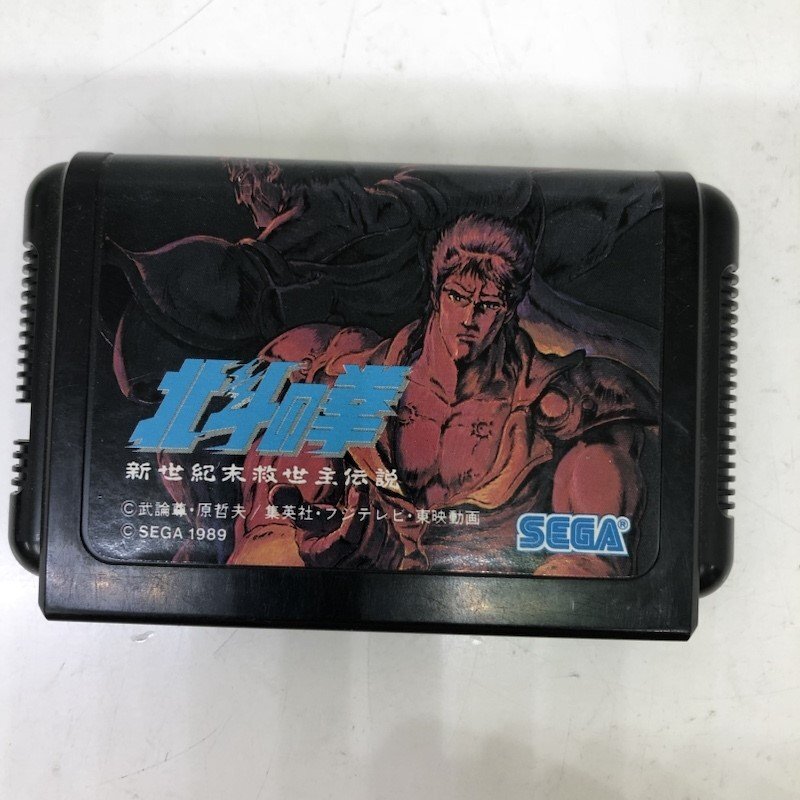 北斗の拳
新世紀末救世主伝説
©武論尊・原哲夫/集英社・フジテレビ・東映動画
©SEGA 1989
SEGA®